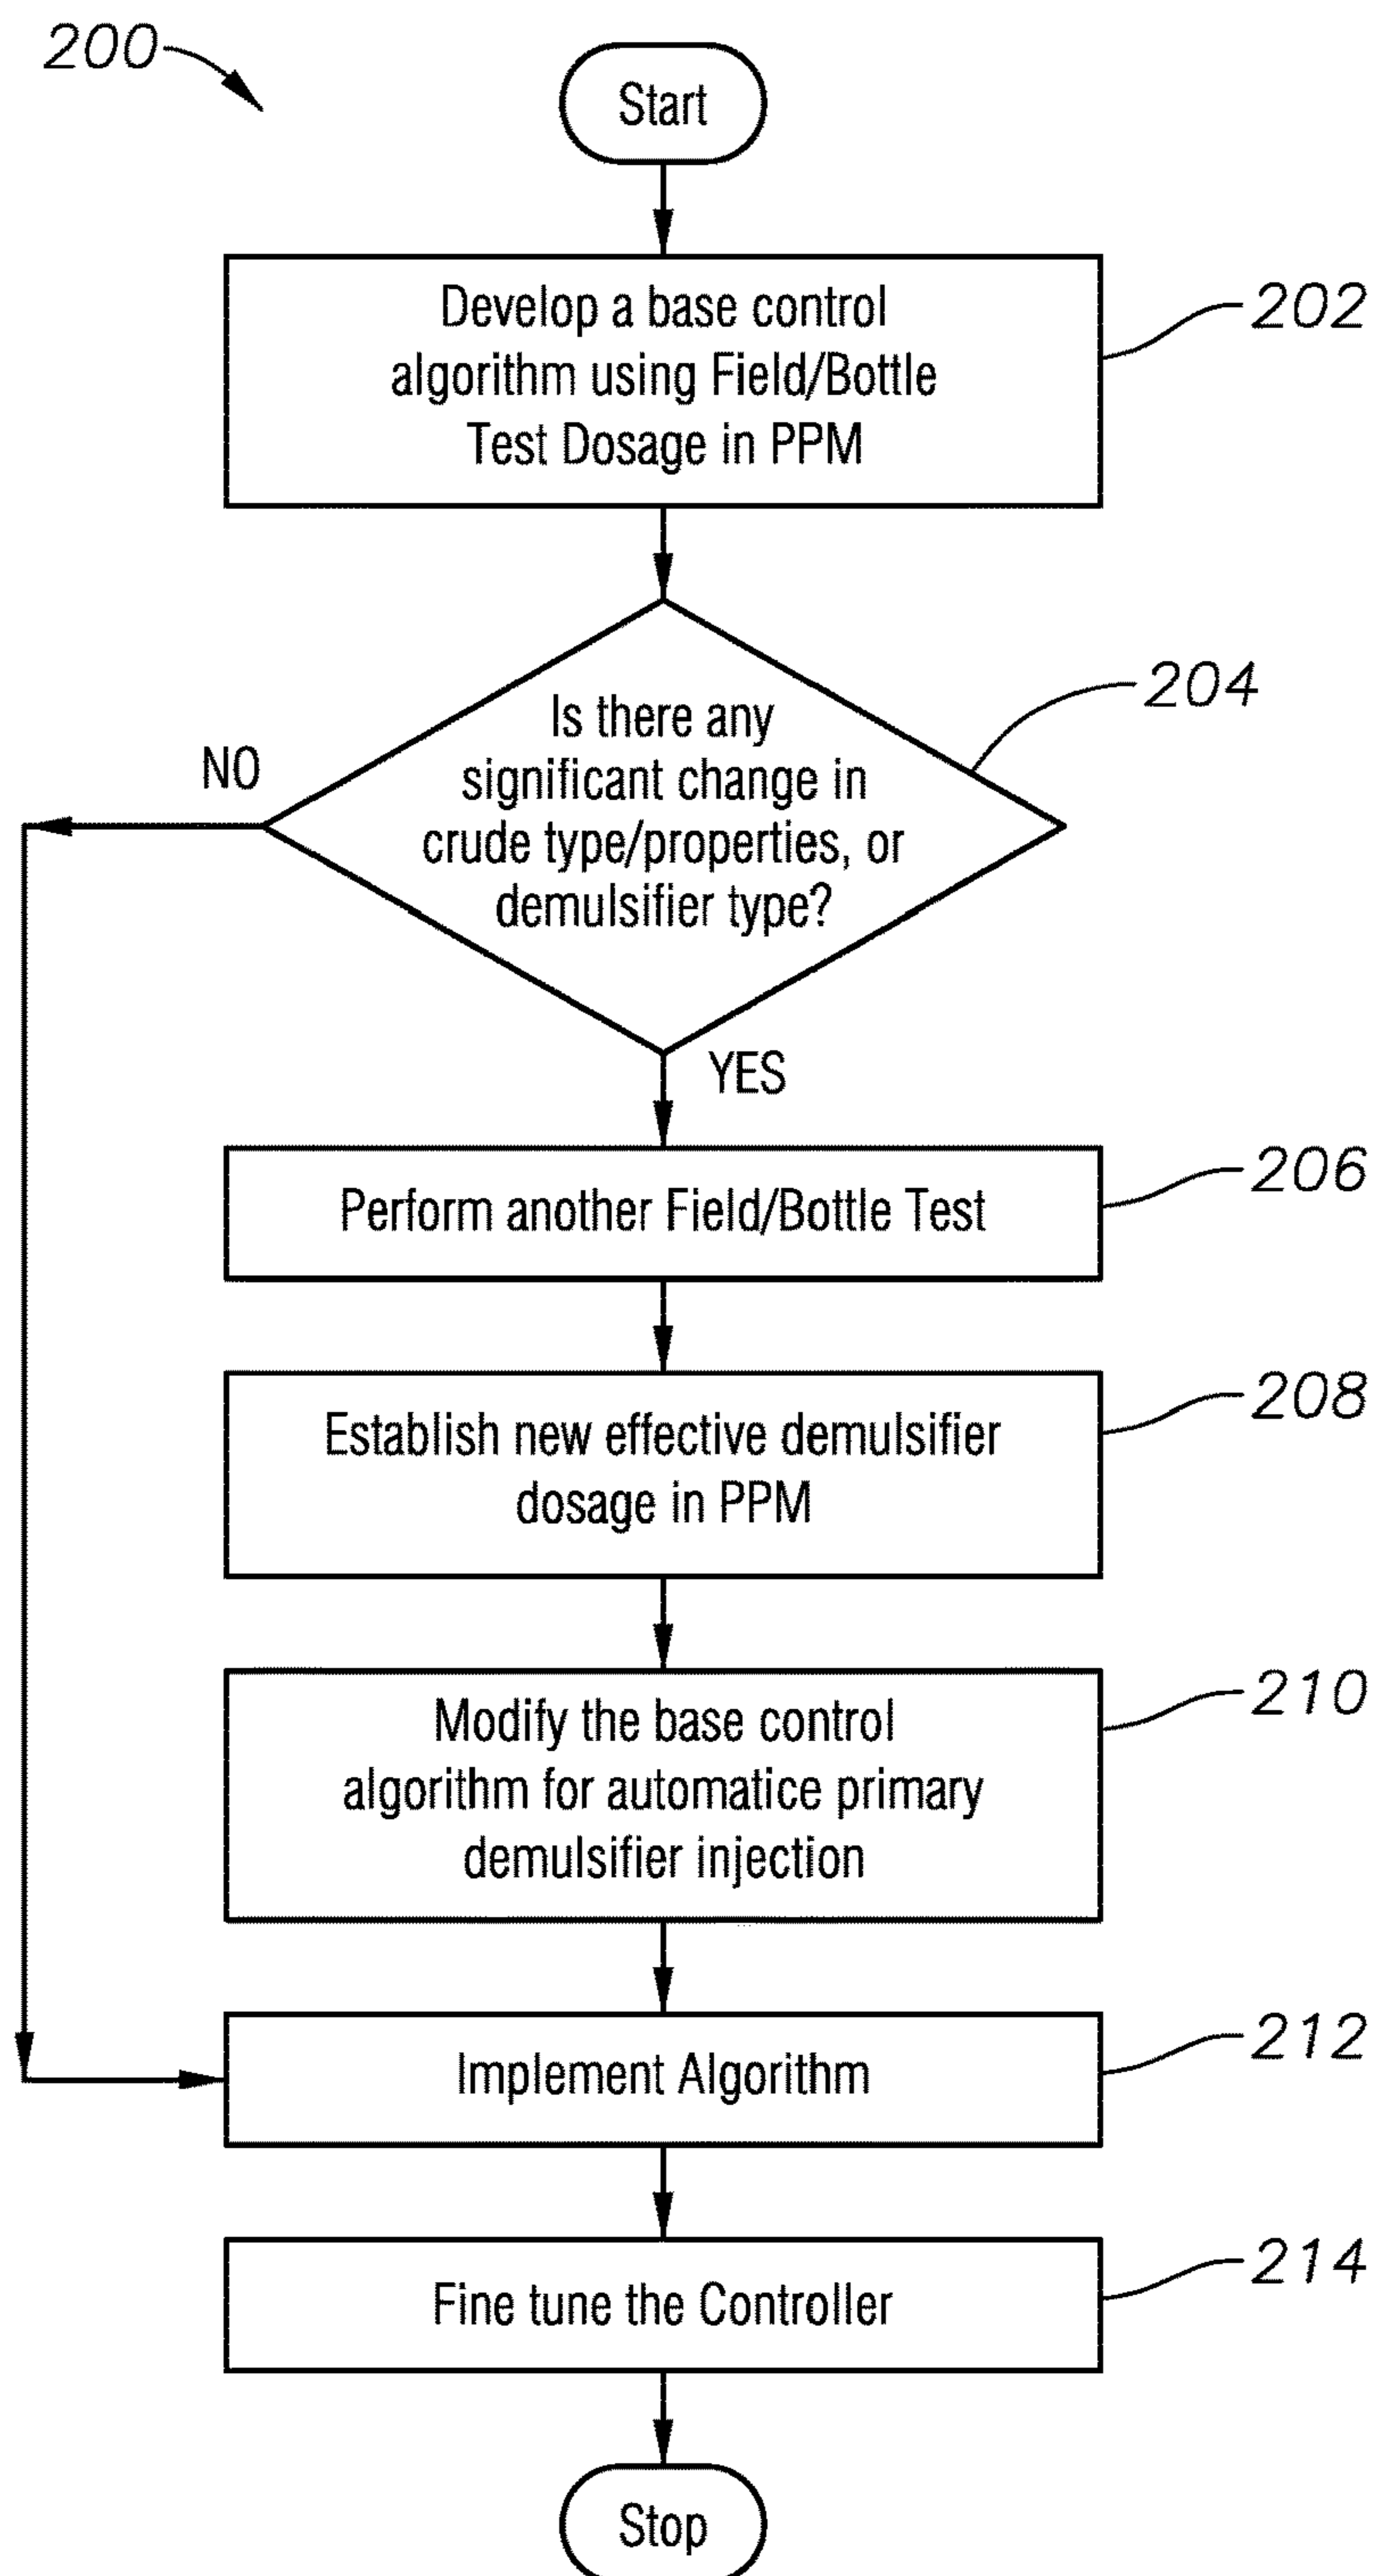 200
Start
Develop a base control
algorithm using Field/Bottle
Test Dosage in PPM
202
Is there any
significant change in
crude type/properties, or
demulsifier type?
204
NO
YES
Perform another Field/Bottle Test
206
Establish new effective demulsifier
dosage in PPM
208
Modify the base control
algorithm for automatice primary
demulsifier injection
210
Implement Algorithm
212
Fine tune the Controller
214
Stop